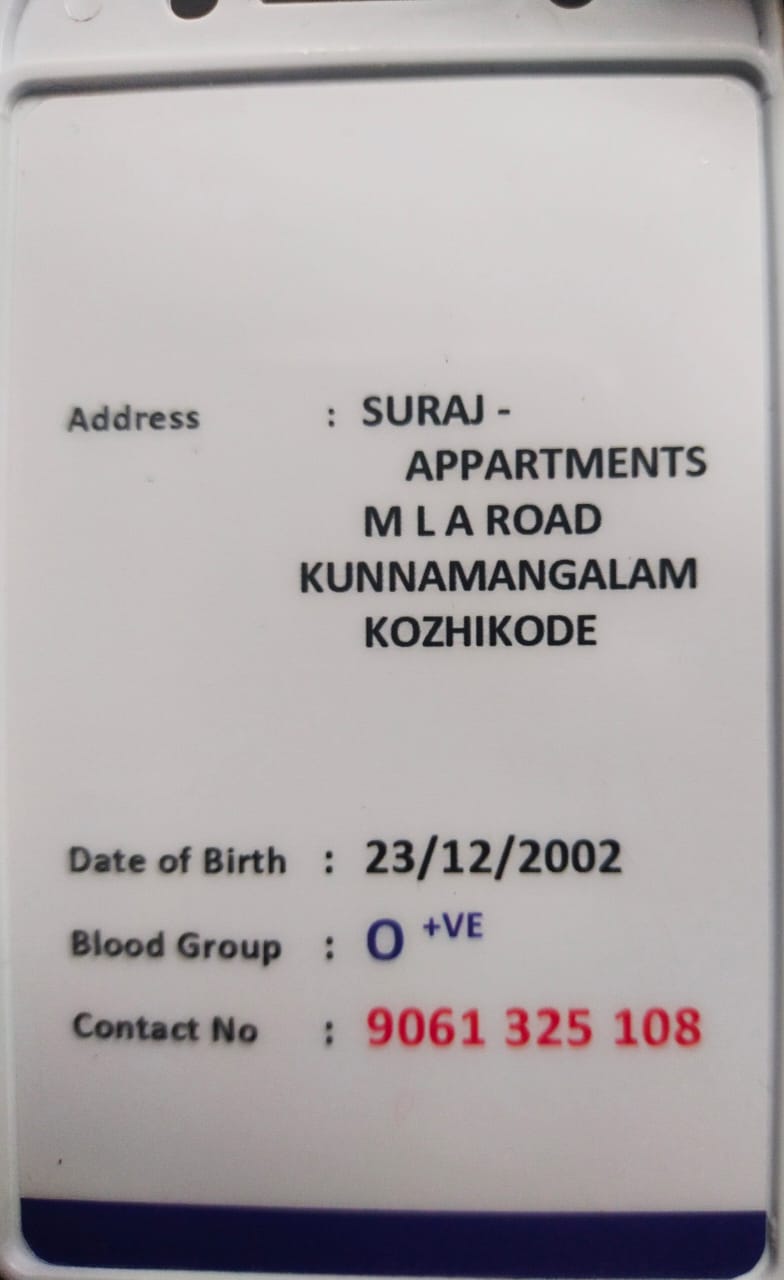 Address : SURAJ -
APPARTMENTS
M L A ROAD
KUNNAMANGALAM
KOZHIKODE
Date of Birth : 23/12/2002
Blood Group : O +VE
Contact No : 9061 325 108